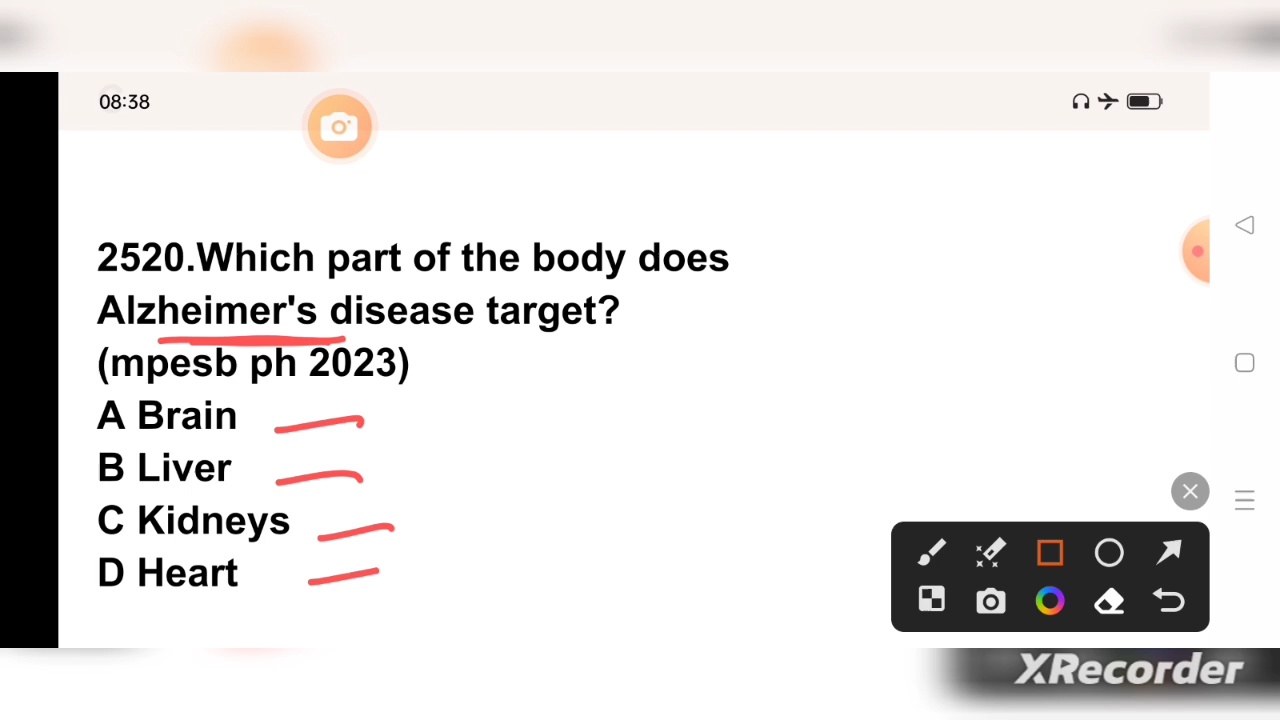 08:38
2520.Which part of the body does
Alzheimer's disease target?
(mpesb ph 2023)
A Brain
B Liver
C Kidneys
D Heart
XRecorder